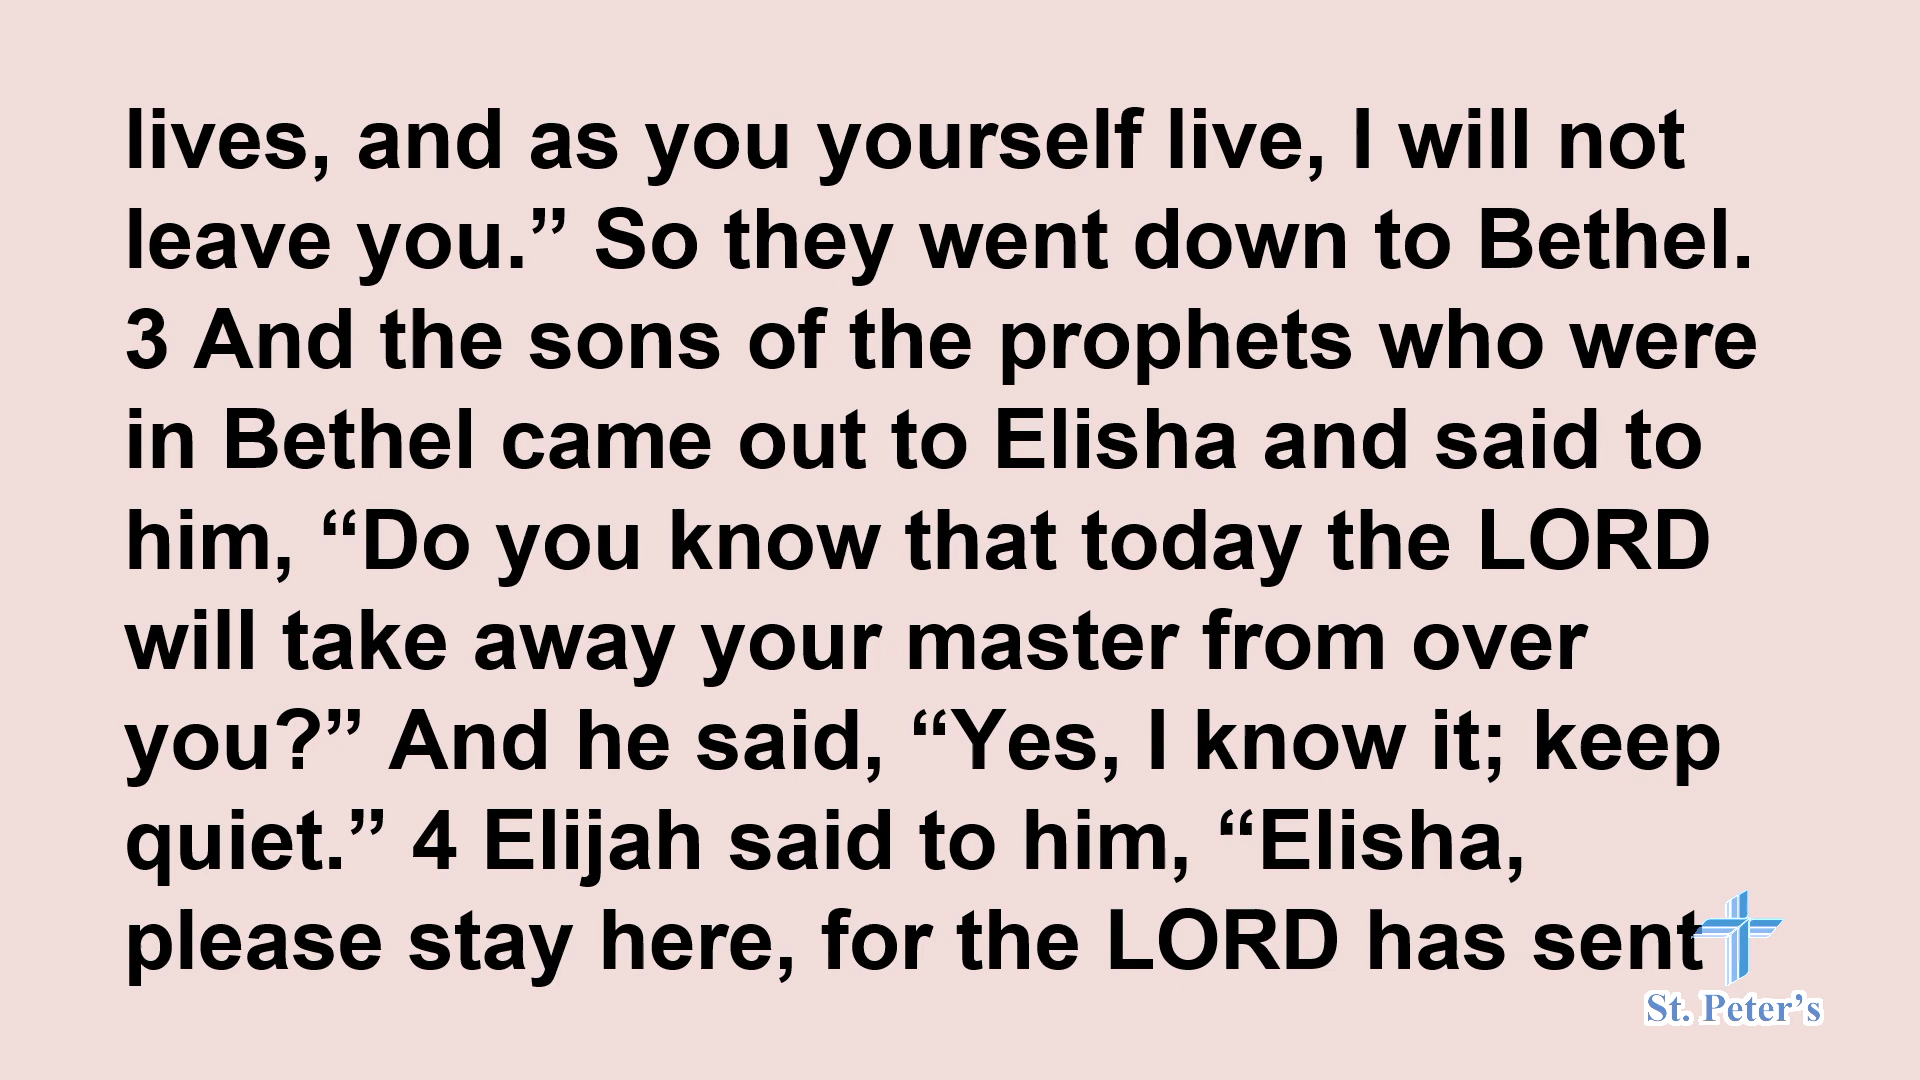 lives, and as you yourself live, I will not
leave you.” So they went down to Bethel.
3 And the sons of the prophets who were
in Bethel came out to Elisha and said to
him, “Do you know that today the LORD
will take away your master from over
you?” And he said, “Yes, I know it; keep
quiet.” 4 Elijah said to him, “Elisha,
please stay here, for the LORD has sent
St. Peter’s